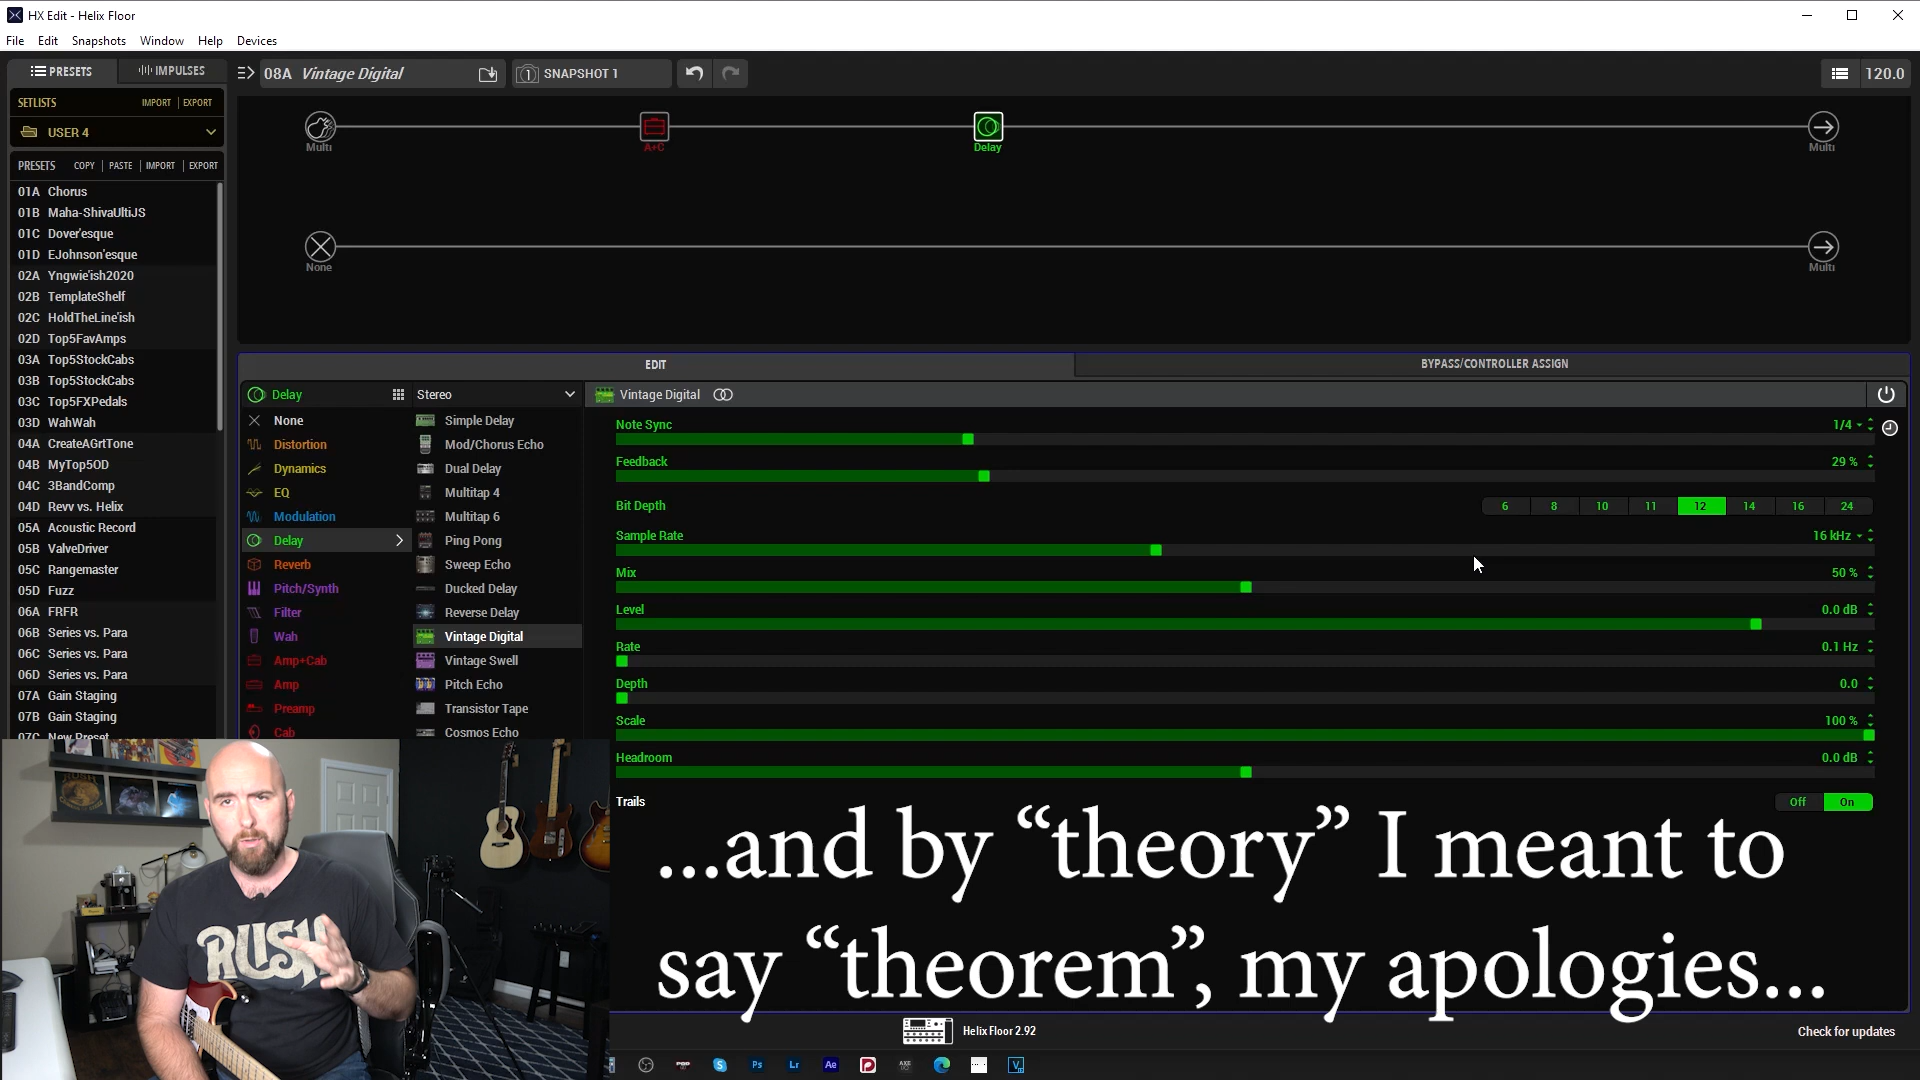 HX Edit - Helix Floor
File Edit Snapshots Window Help Devices
PRESETS IMPULSES
08A Vintage Digital
1 SNAPSHOT 1
120.0
SETLISTS IMPORT | EXPORT
USER 4
PRESETS COPY | PASTE | IMPORT | EXPORT
01A Chorus
01B Maha-ShivaUltiJS
01C Dover'esque
01D EJohnson'esque
02A Yngwie'ish2020
02B TemplateShelf
02C HoldTheLine'ish
02D Top5FavAmps
03A Top5StockCabs
03B Top5StockCabs
03C Top5FXPedals
03D WahWah
04A CreateAGrtTone
04B MyTop5OD
04C 3BandComp
04D Revv vs. Helix
05A Acoustic Record
05B ValveDriver
05C Rangemaster
05D Fuzz
06A FRFR
06B Series vs. Para
06C Series vs. Para
06D Series vs. Para
07A Gain Staging
07B Gain Staging
07C New Preset
Multi A+C Delay Multi
None Multi
EDIT BYPASS/CONTROLLER ASSIGN
Delay
Stereo
None
Distortion
Dynamics
EQ
Modulation
Delay
Reverb
Pitch/Synth
Filter
Wah
Amp+Cab
Amp
Preamp
Cab
Simple Delay
Mod/Chorus Echo
Dual Delay
Multitap 4
Multitap 6
Ping Pong
Sweep Echo
Ducked Delay
Reverse Delay
Vintage Digital
Vintage Swell
Pitch Echo
Transistor Tape
Cosmos Echo
Vintage Digital
Note Sync 1/4
Feedback 29 %
Bit Depth 6 8 10 11 12 14 16 24
Sample Rate 16 kHz
Mix 50 %
Level 0.0 dB
Rate 0.1 Hz
Depth 0.0
Scale 100 %
Headroom 0.0 dB
Trails Off On
...and by “theory” I meant to
say “theorem”, my apologies...
RUSH
RUSH
Helix Floor 2.92
Check for updates
Ps Lr Ae